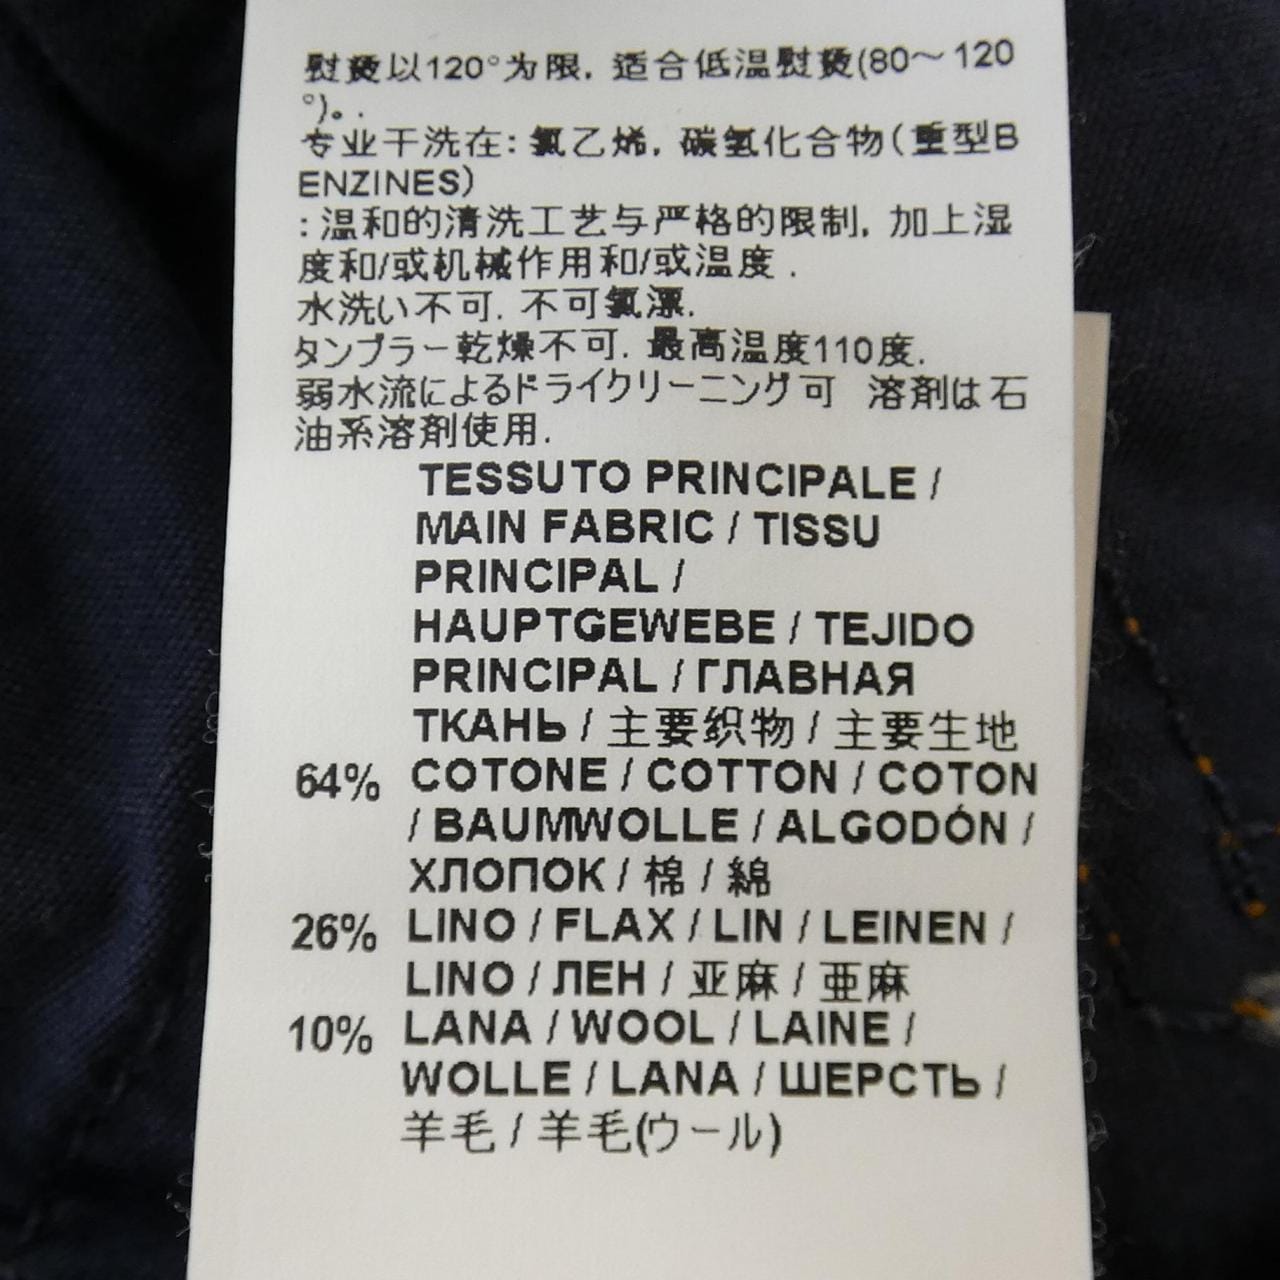 熨烫以120°为限, 适合低温熨烫(80～120
°)。.
专业干洗在: 氯乙烯, 碳氢化合物(重型B
ENZINES)
:温和的清洗工艺与严格的限制, 加上湿
度和/或机械作用和/或温度 .
水洗い不可. 不可氯漂.
タンブラー乾燥不可. 最高温度110度.
弱水流によるドライクリーニング可 溶剤は石
油系溶剤使用.
TESSUTO PRINCIPALE /
MAIN FABRIC / TISSU
PRINCIPAL /
HAUPTGEWEBE / TEJIDO
PRINCIPAL / ГЛАВНАЯ
ТКАНЬ / 主要织物 / 主要生地
64% COTONE / COTTON / COTON
/ BAUMWOLLE / ALGODÓN /
ХЛОПОК / 棉 / 綿
26% LINO / FLAX / LIN / LEINEN /
LINO / ЛЕН / 亚麻 / 亜麻
10% LANA / WOOL / LAINE /
WOLLE / LANA / ШЕРСТЬ /
羊毛 / 羊毛(ウール)